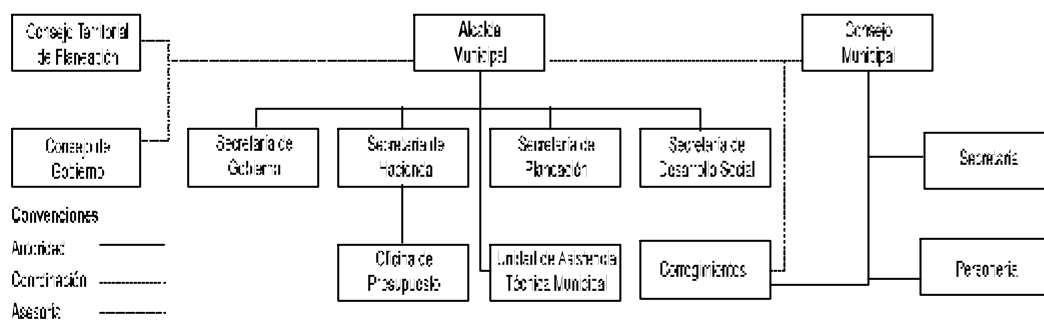 Consejo Territorial
de Planeación
Alcalde
Municipal
Consejo
Municipal
Consejo de
Gobierno
Secretaría de
Gobierno
Secretaría de
Hacienda
Secretaría de
Planeación
Secretaría de
Desarrollo Social
Secretaría
Convenciones
Autoridad
Coordinación
Asesoría
Oficina de
Presupuesto
Unidad de Asistencia
Técnica Municipal
Corregimientos
Personería